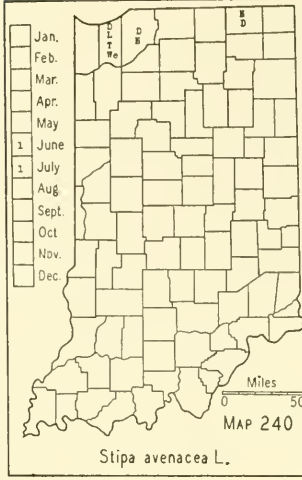 Jan.
Feb.
Mar.
Apr.
May
1 June
1 July
Aug.
Sept.
Oct
Nov.
Dec.
D
L
T
We
D
N
N
D
Miles
0 50
MAP 240
Stipa avenacea L.